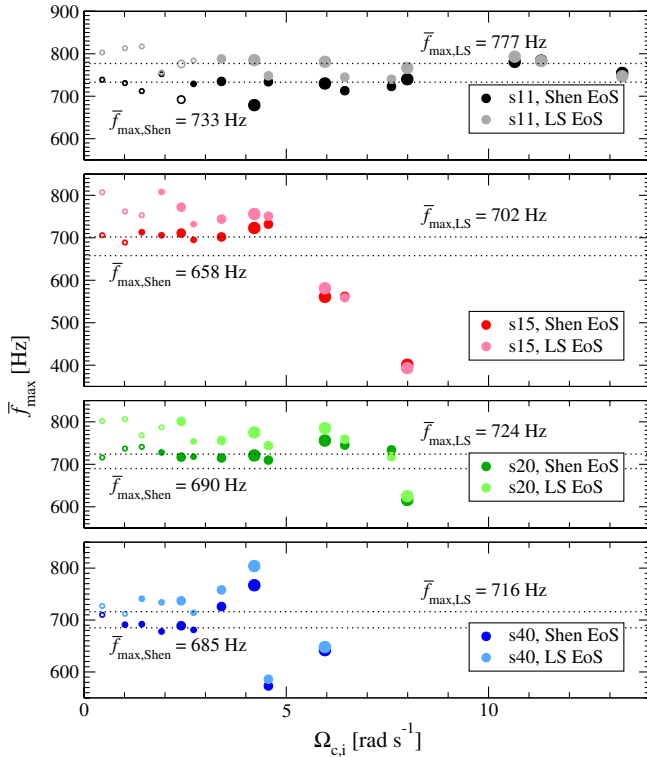 900
800
700
600
f̄max,LS = 777 Hz
f̄max,Shen = 733 Hz
s11, Shen EoS
s11, LS EoS
800
700
600
500
400
f̄max,LS = 702 Hz
f̄max,Shen = 658 Hz
s15, Shen EoS
s15, LS EoS
f̄max [Hz]
800
700
600
f̄max,LS = 724 Hz
f̄max,Shen = 690 Hz
s20, Shen EoS
s20, LS EoS
800
700
600
f̄max,LS = 716 Hz
f̄max,Shen = 685 Hz
s40, Shen EoS
s40, LS EoS
0 5 10
Ωc,i [rad s⁻¹]